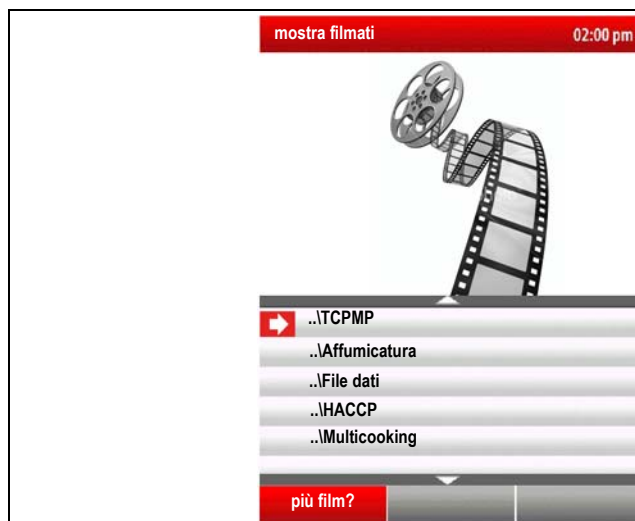 mostra filmati 02:00 pm
..\TCPMP
..\Affumicatura
..\File dati
..\HACCP
..\Multicooking
più film?